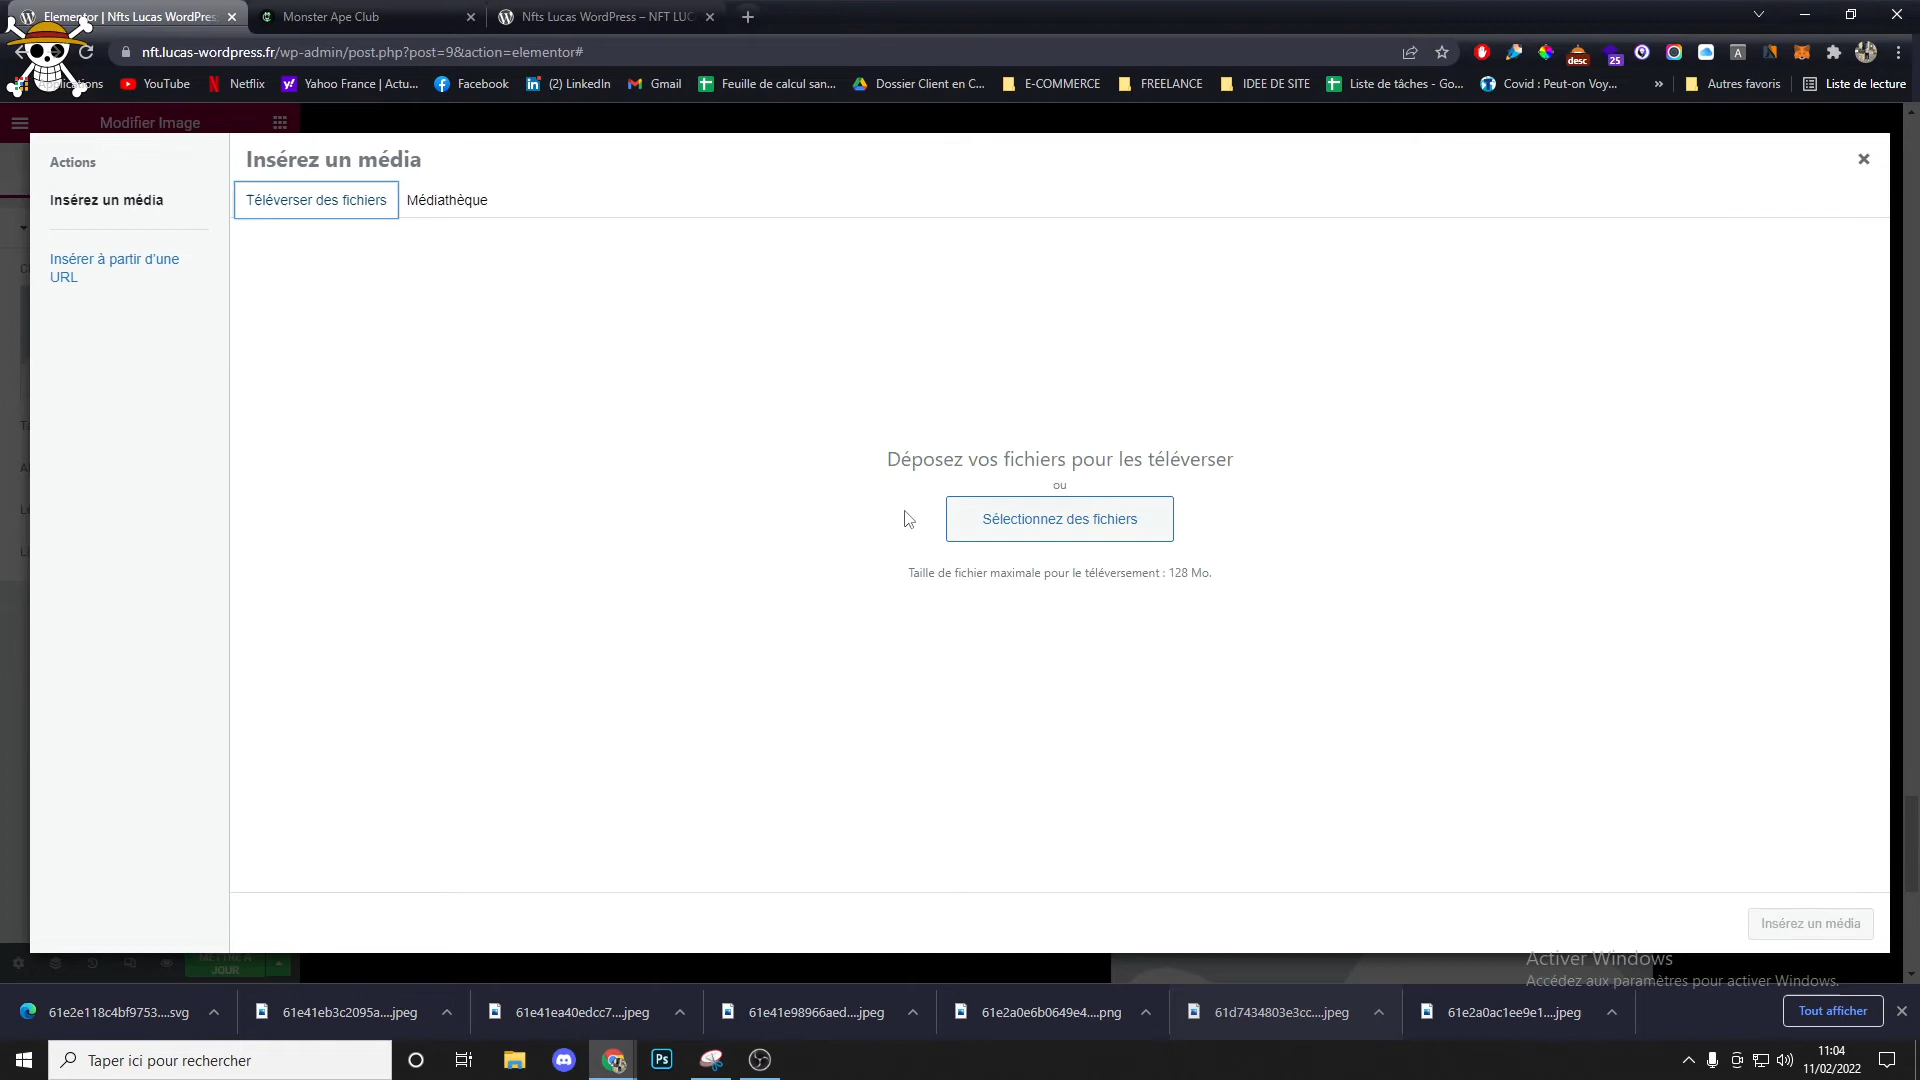 Elementor | Nfts Lucas WordPres
Monster Ape Club
Nfts Lucas WordPress – NFT LUC
nft.lucas-wordpress.fr/wp-admin/post.php?post=9&action=elementor#
desc
25
YouTube
Netflix
Yahoo France | Actu...
Facebook
(2) LinkedIn
Gmail
Feuille de calcul san...
Dossier Client en C...
E-COMMERCE
FREELANCE
IDEE DE SITE
Liste de tâches - Go...
Covid : Peut-on Voy...
»
Autres favoris
Liste de lecture
Modifier Image
Actions
Insérez un média
Insérer à partir d’une
URL
Insérez un média
Téléverser des fichiers
Médiathèque
Déposez vos fichiers pour les téléverser
ou
Sélectionnez des fichiers
Taille de fichier maximale pour le téléversement : 128 Mo.
Insérez un média
METTRE À
JOUR
Activer Windows
Accédez aux paramètres pour activer Windows.
61e2e118c4bf9753....svg
61e41eb3c2095a....jpeg
61e41ea40edcc7....jpeg
61e41e98966aed....jpeg
61e2a0e6b0649e4....png
61d7434803e3cc....jpeg
61e2a0ac1ee9e1....jpeg
Tout afficher
Taper ici pour rechercher
Ps
11:04
11/02/2022